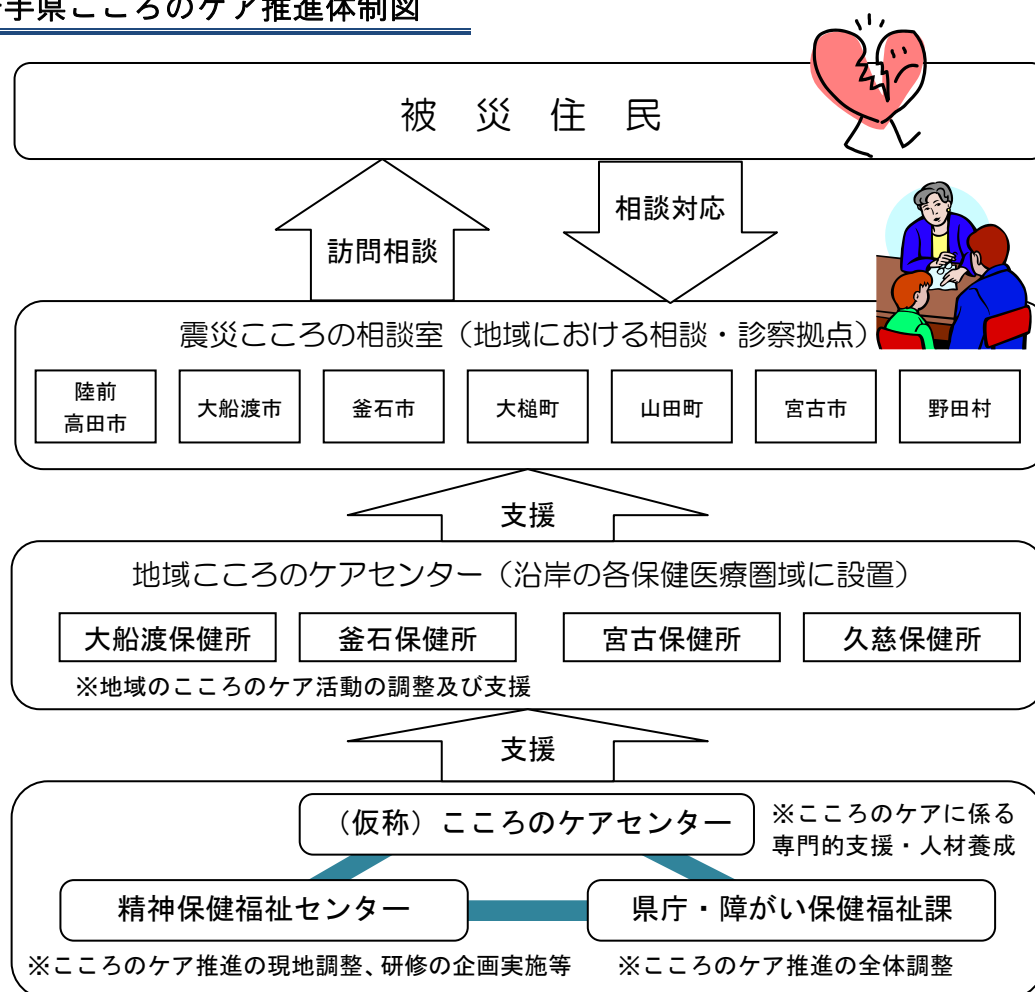 手県こころのケア推進体制図
被 災 住 民
訪問相談
相談対応
震災こころの相談室（地域における相談・診察拠点）
陸前
高田市
大船渡市
釜石市
大槌町
山田町
宮古市
野田村
支援
地域こころのケアセンター（沿岸の各保健医療圏域に設置）
大船渡保健所
釜石保健所
宮古保健所
久慈保健所
※地域のこころのケア活動の調整及び支援
支援
（仮称）こころのケアセンター
※こころのケアに係る
専門的支援・人材養成
精神保健福祉センター
県庁・障がい保健福祉課
※こころのケア推進の現地調整、研修の企画実施等
※こころのケア推進の全体調整